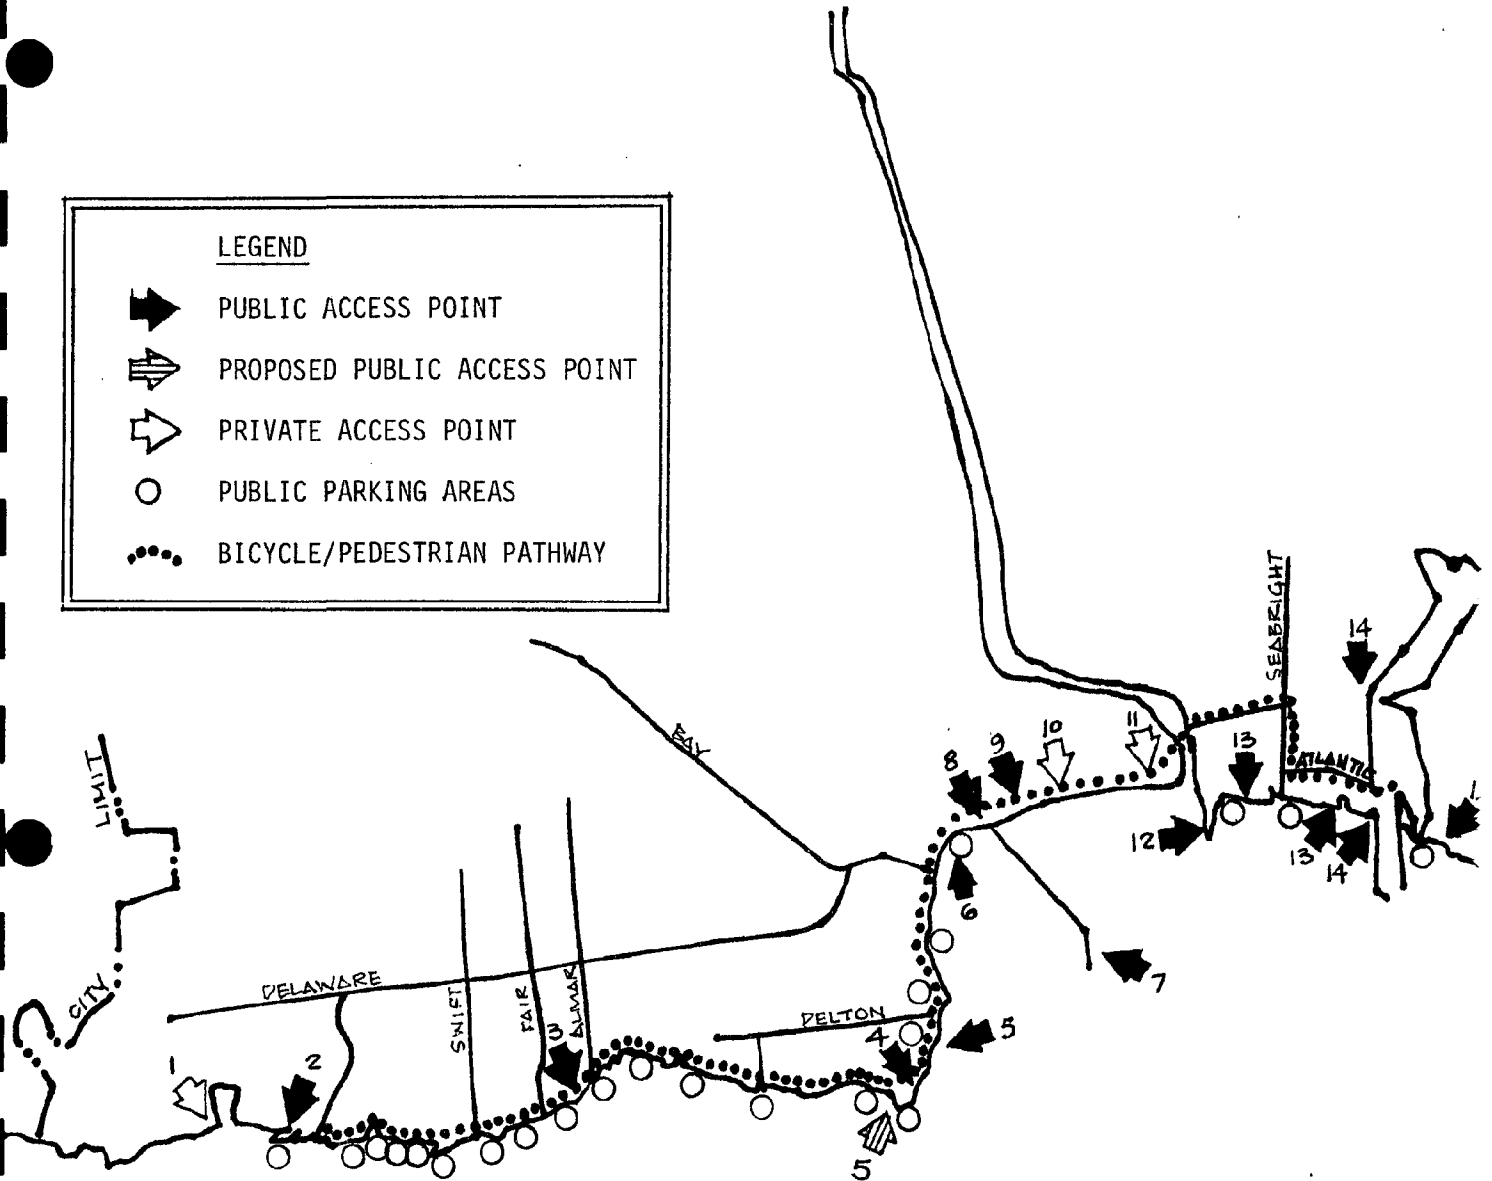 LEGEND
PUBLIC ACCESS POINT
PROPOSED PUBLIC ACCESS POINT
PRIVATE ACCESS POINT
PUBLIC PARKING AREAS
BICYCLE/PEDESTRIAN PATHWAY
SEABRIGHT
14
BAY
11
10
9
8
13
ATLANTIC
LIMIT
12
13
14
6
7
CITY
DELAWARE
SWIFT
FAIR
ALMAR
3
DELTON
4
5
1
2
5